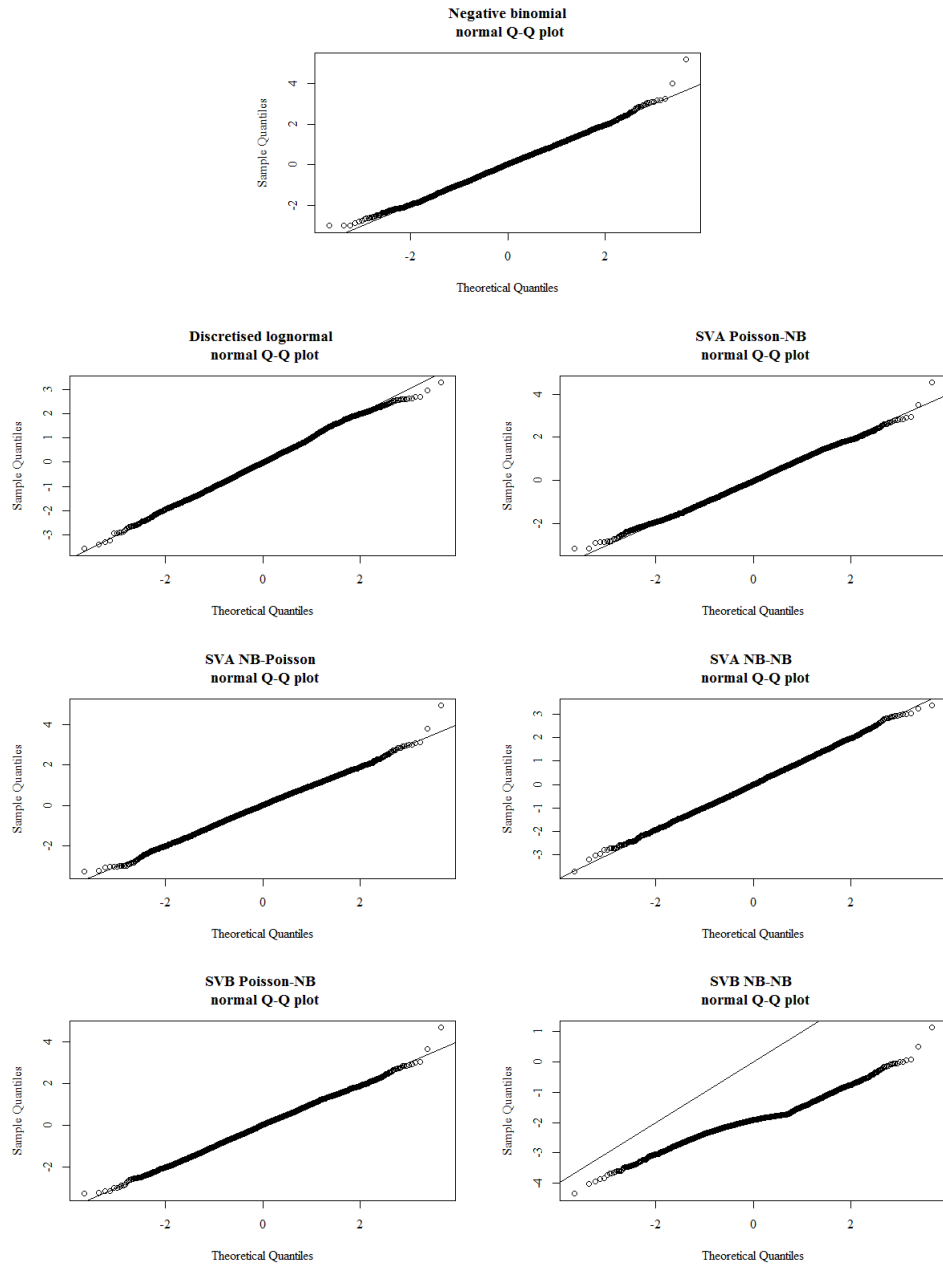 Negative binomial
normal Q-Q plot
Sample Quantiles
4
2
0
-2
-2
0
2
Theoretical Quantiles
Discretised lognormal
normal Q-Q plot
Sample Quantiles
3
2
1
0
-1
-2
-3
-2
0
2
Theoretical Quantiles
SVA Poisson-NB
normal Q-Q plot
Sample Quantiles
4
2
0
-2
-2
0
2
Theoretical Quantiles
SVA NB-Poisson
normal Q-Q plot
Sample Quantiles
4
2
0
-2
-2
0
2
Theoretical Quantiles
SVA NB-NB
normal Q-Q plot
Sample Quantiles
3
2
1
0
-1
-2
-3
-2
0
2
Theoretical Quantiles
SVB Poisson-NB
normal Q-Q plot
Sample Quantiles
4
2
0
-2
-2
0
2
Theoretical Quantiles
SVB NB-NB
normal Q-Q plot
Sample Quantiles
1
0
-1
-2
-3
-4
-2
0
2
Theoretical Quantiles